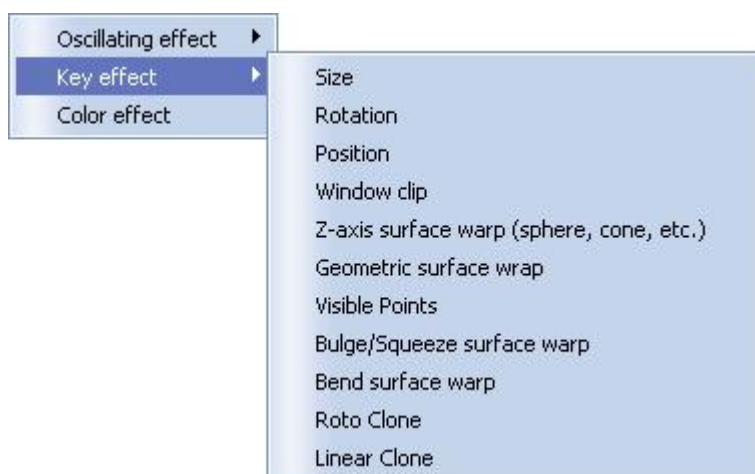 Oscillating effect
Key effect
Color effect
Size
Rotation
Position
Window clip
Z-axis surface warp (sphere, cone, etc.)
Geometric surface wrap
Visible Points
Bulge/Squeeze surface warp
Bend surface warp
Roto Clone
Linear Clone